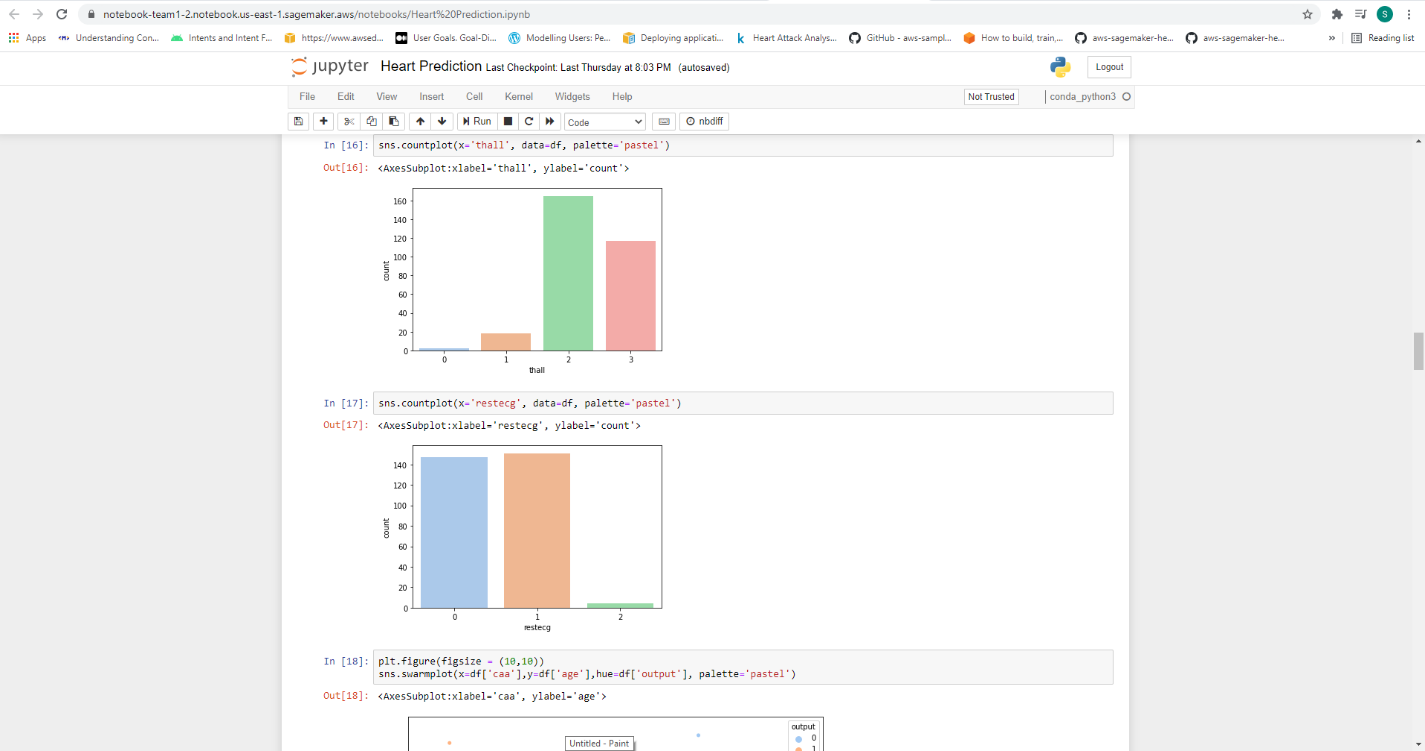 notebook-team1-2.notebook.us-east-1.sagemaker.aws/notebooks/Heart%20Prediction.ipynb
S
Apps Understanding Con... Intents and Intent F... https://www.awsed... User Goals. Goal-Di... Modelling Users: Pe... Deploying applicati... k Heart Attack Analys... GitHub - aws-sampl... How to build, train,... aws-sagemaker-he... aws-sagemaker-he... » Reading list
jupyter Heart Prediction Last Checkpoint: Last Thursday at 8:03 PM (autosaved) Logout
File Edit View Insert Cell Kernel Widgets Help Not Trusted conda_python3
Run Code nbdiff
In [16]: sns.countplot(x='thall', data=df, palette='pastel')
Out[16]: <AxesSubplot:xlabel='thall', ylabel='count'>
160
140
120
100
80
60
40
20
0
count
0 1 2 3
thall
In [17]: sns.countplot(x='restecg', data=df, palette='pastel')
Out[17]: <AxesSubplot:xlabel='restecg', ylabel='count'>
140
120
100
80
60
40
20
0
count
0 1 2
restecg
In [18]: plt.figure(figsize = (10,10))
sns.swarmplot(x=df['caa'],y=df['age'],hue=df['output'], palette='pastel')
Out[18]: <AxesSubplot:xlabel='caa', ylabel='age'>
output
0
1
Untitled - Paint